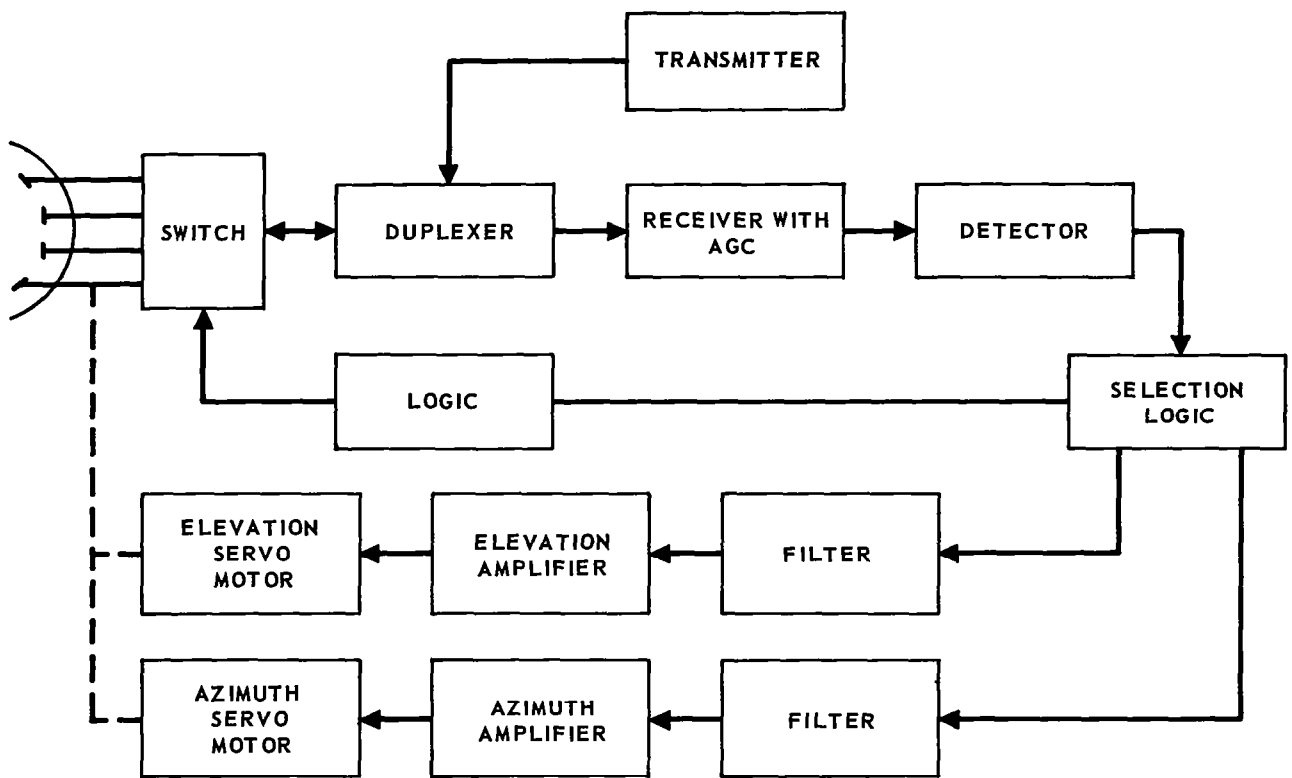 TRANSMITTER
SWITCH
DUPLEXER
RECEIVER WITH
AGC
DETECTOR
LOGIC
SELECTION
LOGIC
ELEVATION
SERVO
MOTOR
ELEVATION
AMPLIFIER
FILTER
AZIMUTH
SERVO
MOTOR
AZIMUTH
AMPLIFIER
FILTER